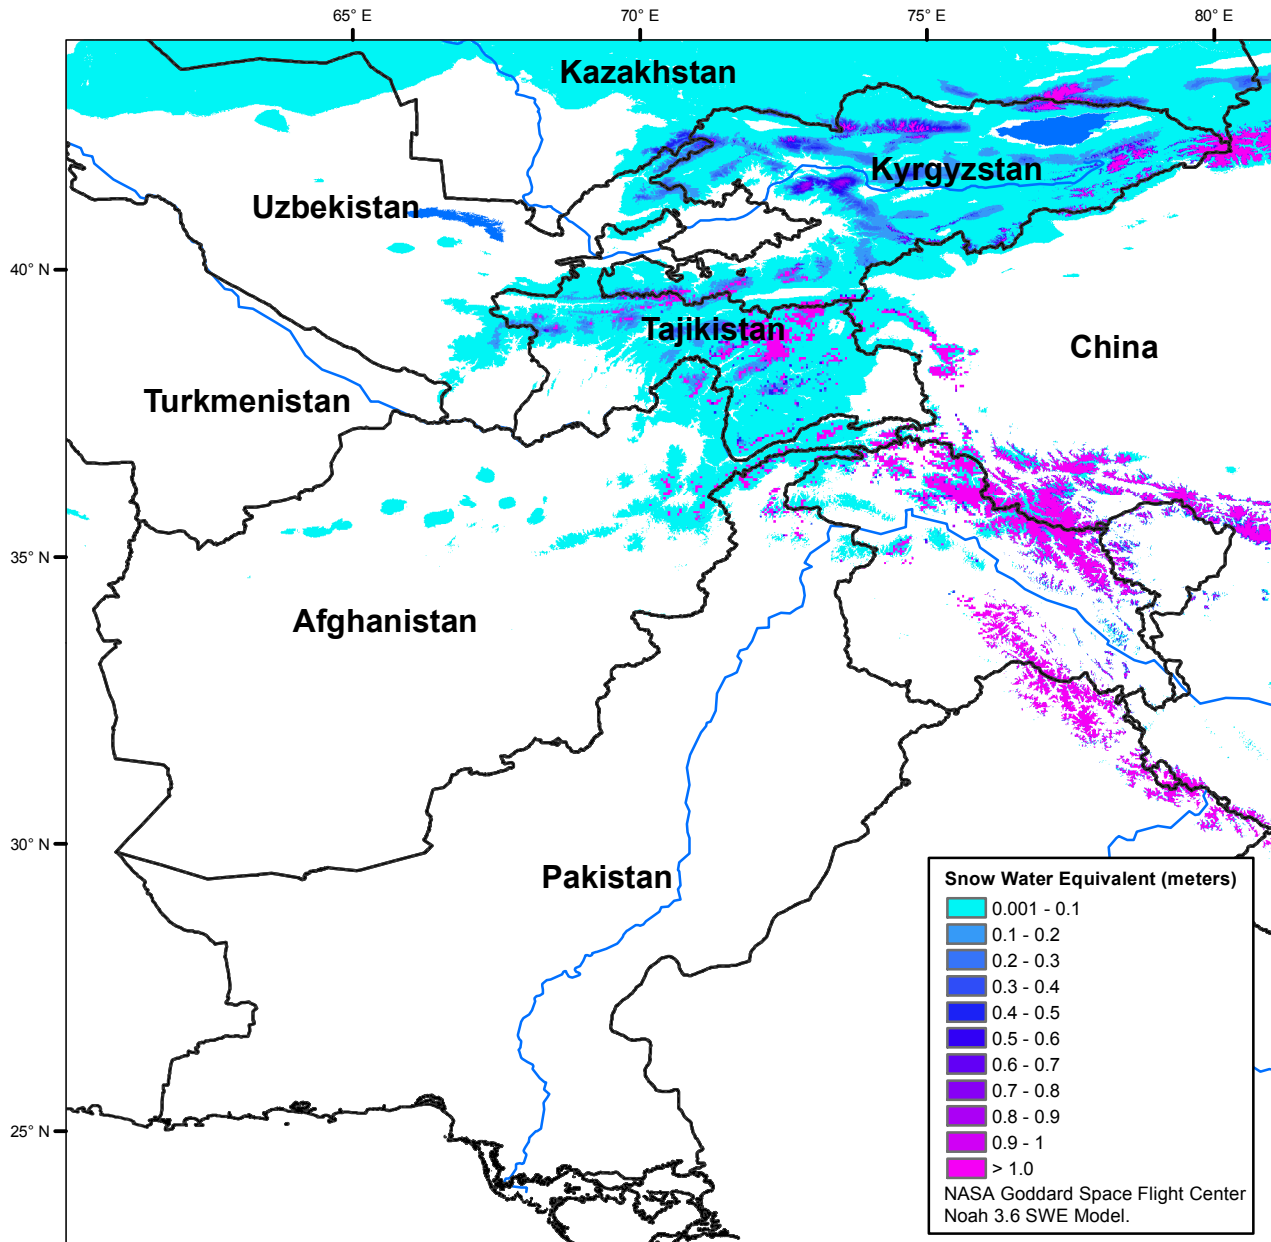 65° E
70° E
75° E
80° E
Kazakhstan
Kyrgyzstan
Uzbekistan
40° N
Tajikistan
China
Turkmenistan
35° N
Afghanistan
30° N
Pakistan
25° N
Snow Water Equivalent (meters)
0.001 - 0.1
0.1 - 0.2
0.2 - 0.3
0.3 - 0.4
0.4 - 0.5
0.5 - 0.6
0.6 - 0.7
0.7 - 0.8
0.8 - 0.9
0.9 - 1
> 1.0
NASA Goddard Space Flight Center
Noah 3.6 SWE Model.